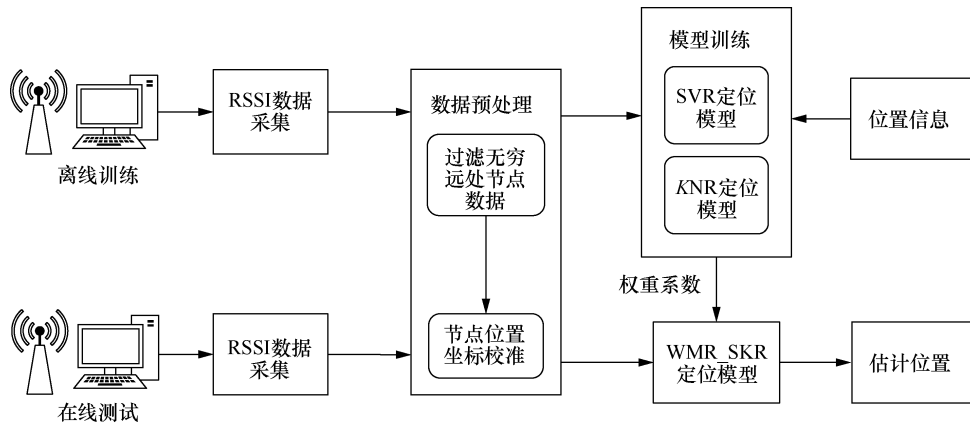 离线训练
RSSI数据
采集
数据预处理
过滤无穷
远处节点
数据
节点位置
坐标校准
模型训练
SVR定位
模型
KNR定位
模型
位置信息
权重系数
在线测试
RSSI数据
采集
WMR_SKR
定位模型
估计位置